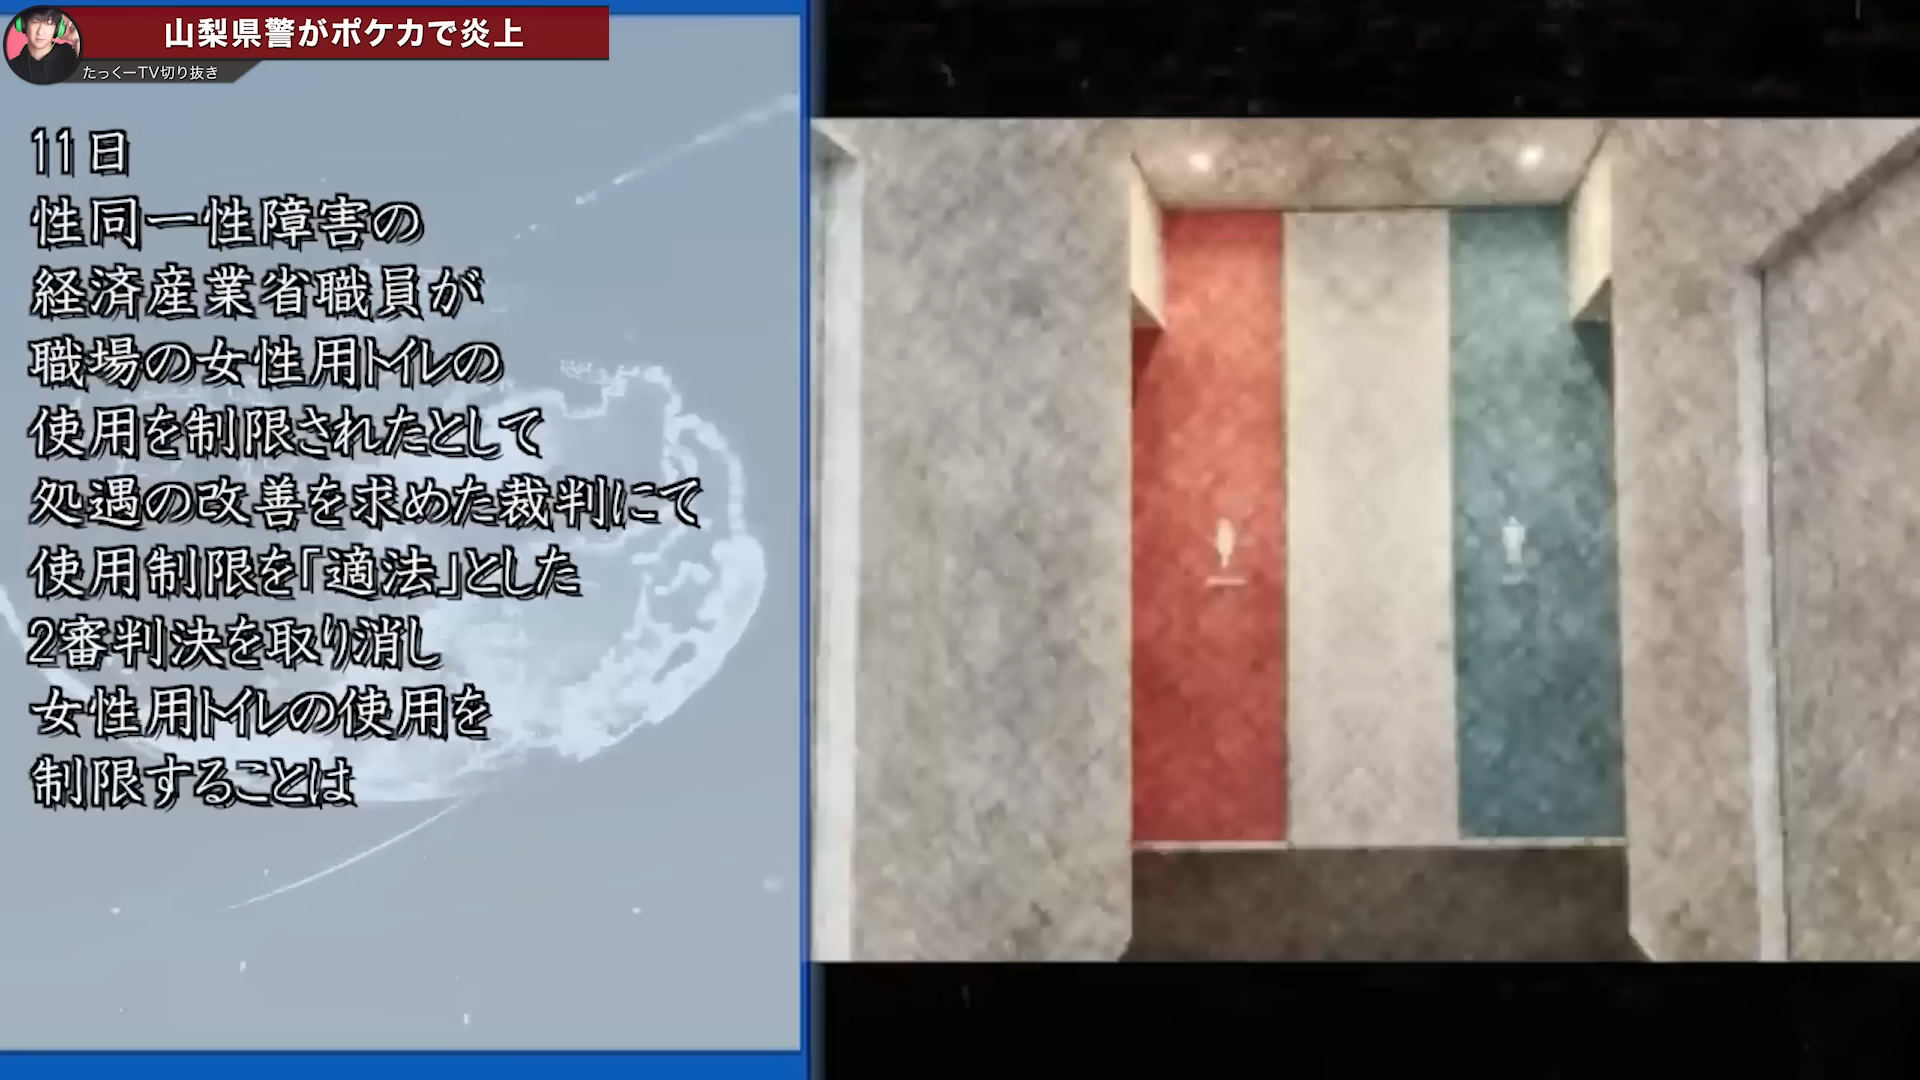 山梨県警がポケカで炎上
たっくーTV切り抜き
11日
性同一性障害の
経済産業省職員が
職場の女性用トイレの
使用を制限されたとして
処遇の改善を求めた裁判にて
使用制限を｢適法｣とした
2審判決を取り消し
女性用トイレの使用を
制限することは